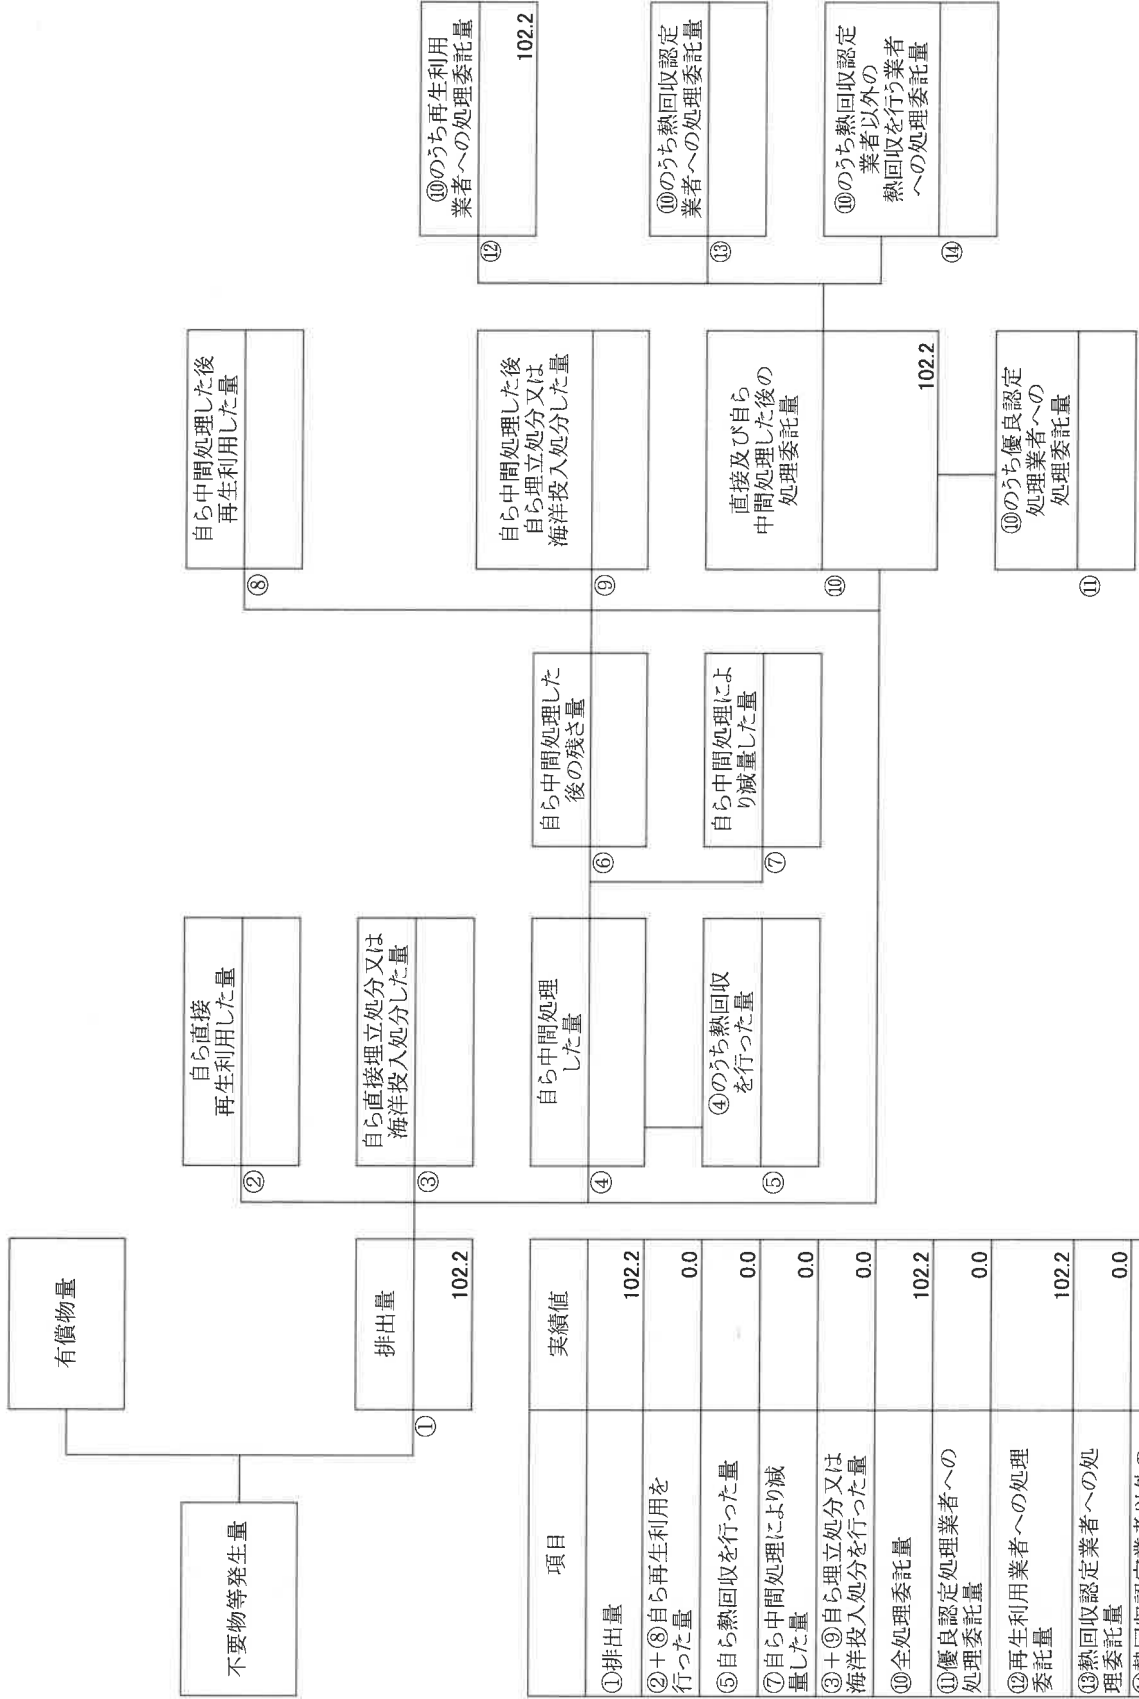 不要物等発生量
有償物量
①
排出量
102.2
②
自ら直接
再生利用した量
③
自ら直接埋立処分又は
海洋投入処分した量
④
自ら中間処理
した量
⑤
④のうち熱回収
を行った量
⑥
自ら中間処理した
後の残さ量
⑦
自ら中間処理によ
り減量した量
⑧
自ら中間処理した後
再生利用した量
⑨
自ら中間処理した後
自ら埋立処分又は
海洋投入処分した量
⑩
直接及び自ら
中間処理した後の
処理委託量
102.2
⑪
⑩のうち優良認定
処理業者への
処理委託量
⑫
⑩のうち再生利用
業者への処理委託量
102.2
⑬
⑩のうち熱回収認定
業者への処理委託量
⑭
⑩のうち熱回収認定
業者以外の
熱回収を行う業者
への処理委託量
項目 実績値
①排出量 102.2
②+⑧自ら再生利用を
行った量 0.0
⑤自ら熱回収を行った量 0.0
⑦自ら中間処理により減
量した量 0.0
③+⑨自ら埋立処分又は
海洋投入処分を行った量 0.0
⑩全処理委託量 102.2
⑪優良認定処理業者への
処理委託量 0.0
⑫再生利用業者への処理
委託量 102.2
⑬熱回収認定業者への処
理委託量 0.0